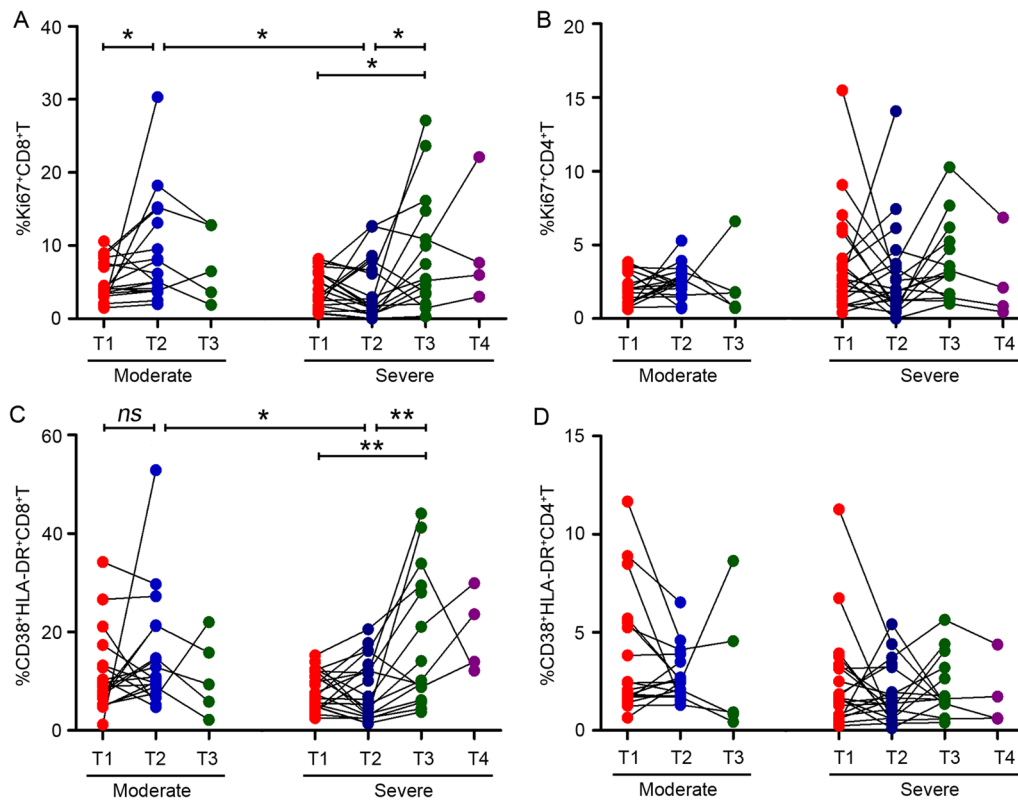 A
%Ki67⁺CD8⁺T
40
30
20
10
0
* * *
*
T1 T2 T3 T1 T2 T3 T4
Moderate Severe
B
%Ki67⁺CD4⁺T
20
15
10
5
0
T1 T2 T3 T1 T2 T3 T4
Moderate Severe
C
%CD38⁺HLA-DR⁺CD8⁺T
60
40
20
0
ns * **
**
T1 T2 T3 T1 T2 T3 T4
Moderate Severe
D
%CD38⁺HLA-DR⁺CD4⁺T
15
10
5
0
T1 T2 T3 T1 T2 T3 T4
Moderate Severe